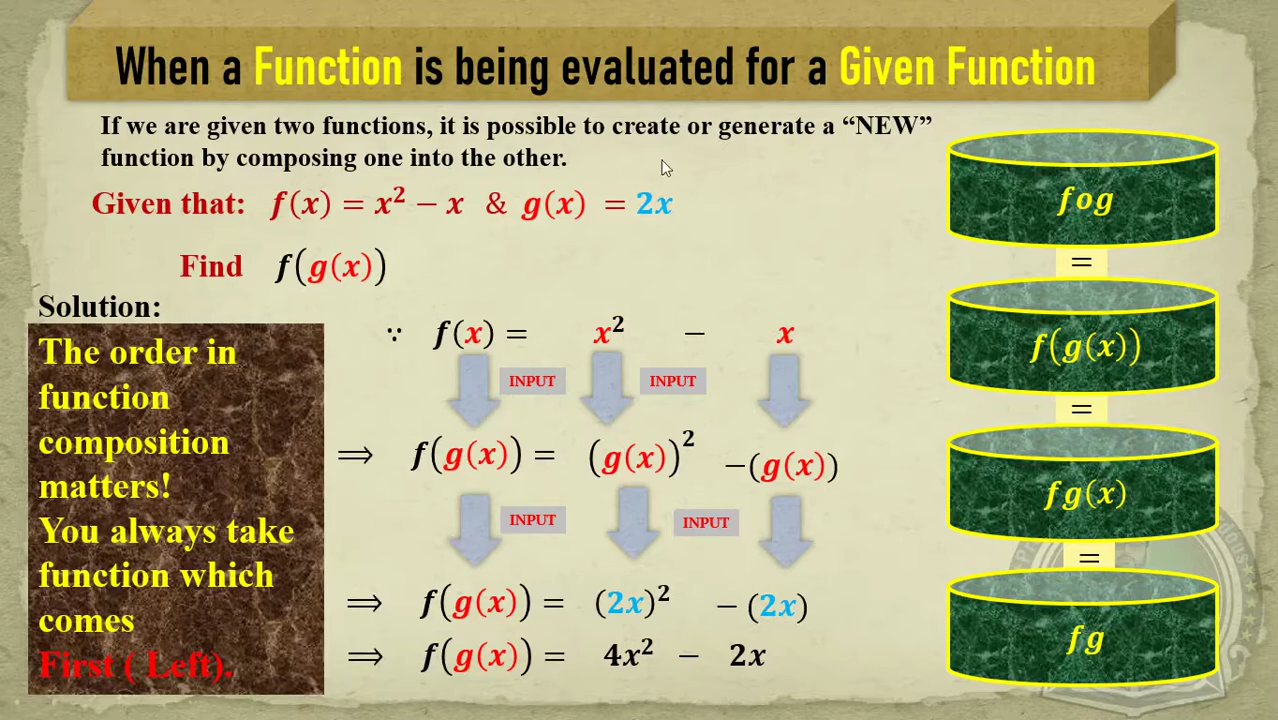 When a Function is being evaluated for a Given Function
If we are given two functions, it is possible to create or generate a “NEW”
function by composing one into the other.
Given that: f(x) = x² − x & g(x) = 2x
Find f(g(x))
Solution:
The order in
function
composition
matters!
You always take
function which
comes
First ( Left).
∵ f(x) = x² − x
INPUT INPUT
⟹ f(g(x)) = (g(x))² −(g(x))
INPUT INPUT
⟹ f(g(x)) = (2x)² − (2x)
⟹ f(g(x)) = 4x² − 2x
fog
=
f(g(x))
=
fg(x)
=
fg